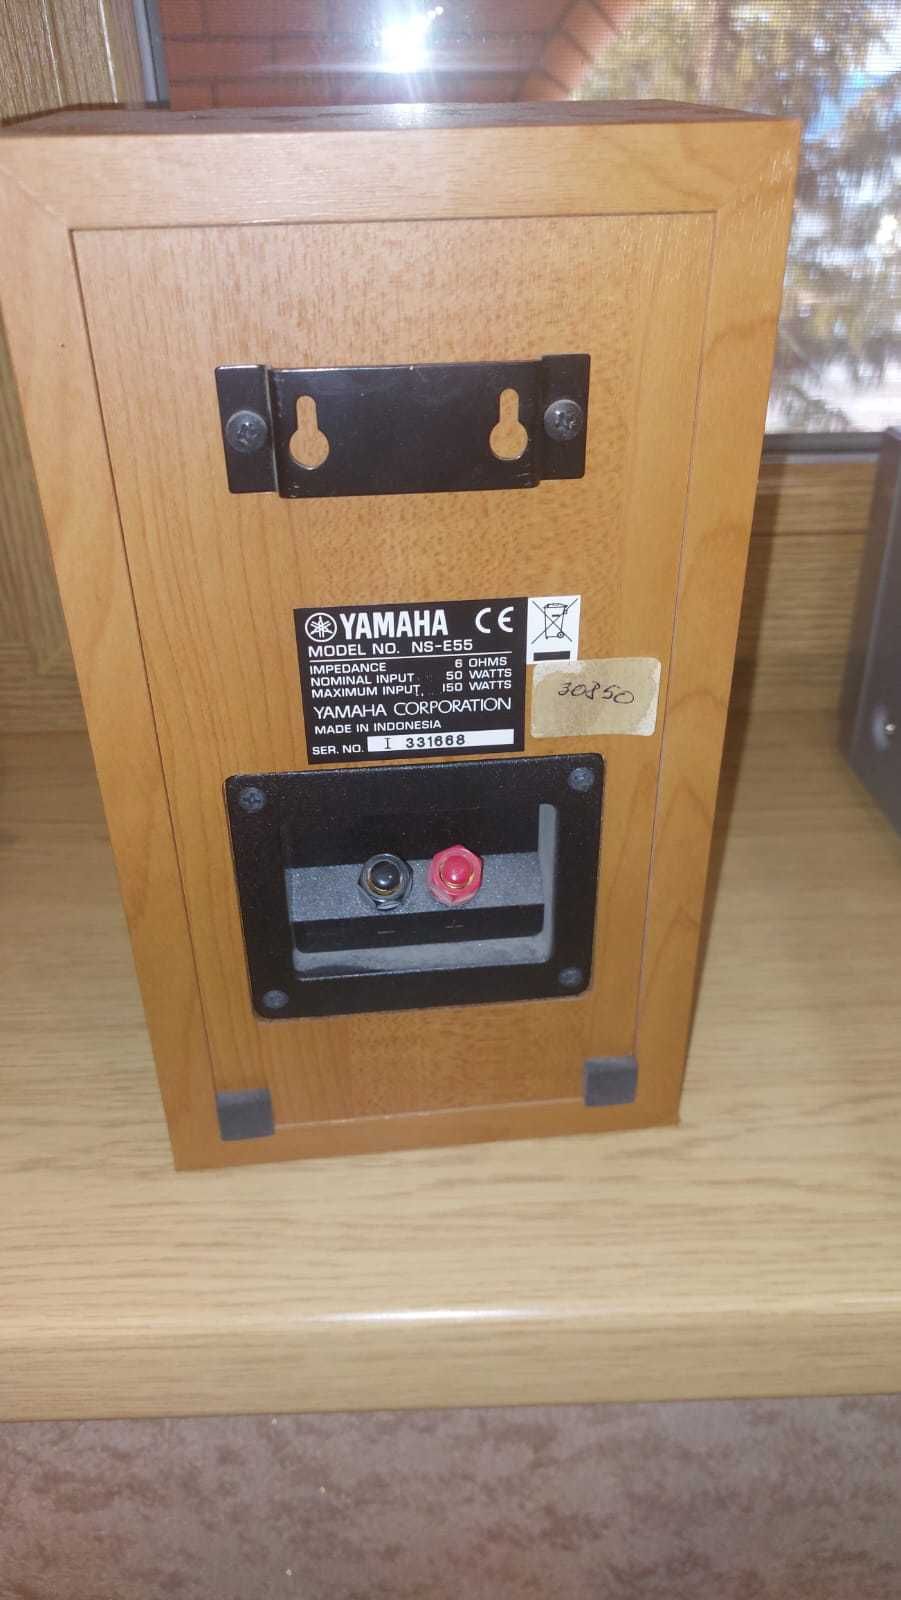 YAMAHA CE
MODEL NO. NS-E55
IMPEDANCE 6 OHMS
NOMINAL INPUT 50 WATTS
MAXIMUM INPUT 150 WATTS
YAMAHA CORPORATION
MADE IN INDONESIA
SER. NO. I 331668
30850
- +